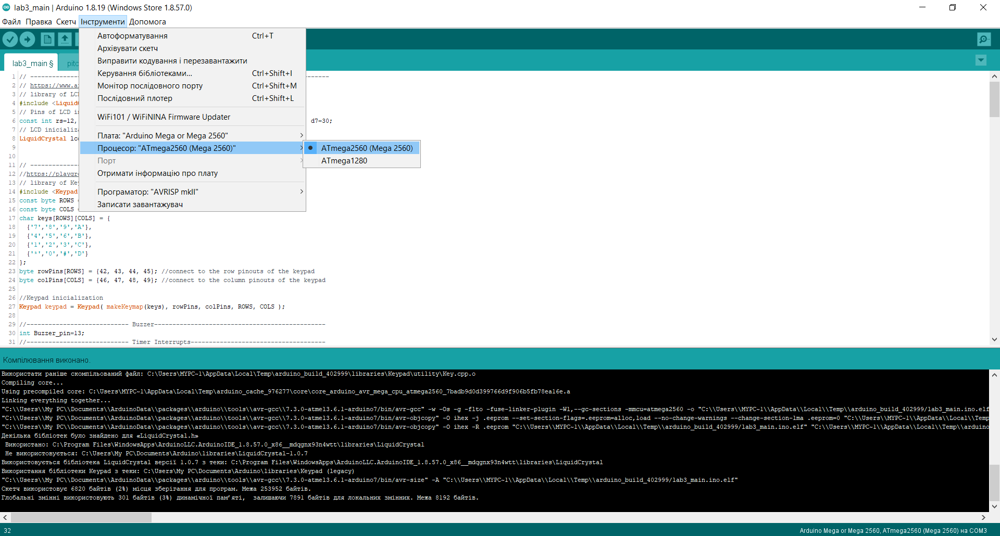 lab3_main | Arduino 1.8.19 (Windows Store 1.8.57.0)
Файл Правка Скетч Інструменти Допомога
Автоформатування Ctrl+T
Архівувати скетч
Виправити кодування і перезавантажити
Керування бібліотеками... Ctrl+Shift+I
Монітор послідовного порту Ctrl+Shift+M
Послідовний плотер Ctrl+Shift+L
WiFi101 / WiFiNINA Firmware Updater
Плата: "Arduino Mega or Mega 2560"
Процесор: "ATmega2560 (Mega 2560)"
Порт
Отримати інформацію про плату
Програматор: "AVRISP mkII"
Записати завантажувач
ATmega2560 (Mega 2560)
ATmega1280
lab3_main § pitc
1 // -------------- -------
2 // https://www.a
3 // library of LC
4 #include <Liquid
5 // Pins of LCD i
6 const int rs=12, d7=30;
7 // LCD inicializ
8 LiquidCrystal lc
9
10
11 // --------------
12 //https://playgr
13 // library of Ke
14 #include <Keypad
15 const byte ROWS =
16 const byte COLS =
17 char keys[ROWS][COLS] = {
18 {'7','8','9','A'},
19 {'4','5','6','B'},
20 {'1','2','3','C'},
21 {'*','0','#','D'}
22 };
23 byte rowPins[ROWS] = {42, 43, 44, 45}; //connect to the row pinouts of the keypad
24 byte colPins[COLS] = {46, 47, 48, 49}; //connect to the column pinouts of the keypad
25
26 //Keypad inicialization
27 Keypad keypad = Keypad( makeKeymap(keys), rowPins, colPins, ROWS, COLS );
28
29 //---------------------------- Buzzer-----------------------------------------------
30 int Buzzer_pin=13;
31 //---------------------------- Timer Interrupts-------------------------------------
Компілювання виконано.
Використати раніше скомпільований файл: C:\Users\MYPC~1\AppData\Local\Temp\arduino_build_402999\libraries\Keypad\utility\Key.cpp.o
Compiling core...
Using precompiled core: C:\Users\MYPC~1\AppData\Local\Temp\arduino_cache_976277\core\core_arduino_avr_mega_cpu_atmega2560_7badb9d0d399766d9f906b5fb78ea16e.a
Linking everything together...
"C:\\Users\\My PC\\Documents\\ArduinoData\\packages\\arduino\\tools\\avr-gcc\\7.3.0-atmel3.6.1-arduino7/bin/avr-gcc" -w -Os -g -flto -fuse-linker-plugin -Wl,--gc-sections -mmcu=atmega2560 -o "C:\\Users\\MYPC~1\\AppData\\Local\\Temp\\arduino_build_402999/lab3_main.ino.elf
"C:\\Users\\My PC\\Documents\\ArduinoData\\packages\\arduino\\tools\\avr-gcc\\7.3.0-atmel3.6.1-arduino7/bin/avr-objcopy" -O ihex -j .eeprom --set-section-flags=.eeprom=alloc,load --no-change-warnings --change-section-lma .eeprom=0 "C:\\Users\\MYPC~1\\AppData\\Local\\Temp
"C:\\Users\\My PC\\Documents\\ArduinoData\\packages\\arduino\\tools\\avr-gcc\\7.3.0-atmel3.6.1-arduino7/bin/avr-objcopy" -O ihex -R .eeprom "C:\\Users\\MYPC~1\\AppData\\Local\\Temp\\arduino_build_402999/lab3_main.ino.elf" "C:\\Users\\MYPC~1\\AppData\\Local\\Temp\\arduino
Декілька бібліотек було знайдено для «LiquidCrystal.h»
Використано: C:\Program Files\WindowsApps\ArduinoLLC.ArduinoIDE_1.8.57.0_x86__mdqgnx93n4wtt\libraries\LiquidCrystal
Не використовується: C:\Users\My PC\Documents\Arduino\libraries\LiquidCrystal-1.0.7
Використовується бібліотека LiquidCrystal версії 1.0.7 з теки: C:\Program Files\WindowsApps\ArduinoLLC.ArduinoIDE_1.8.57.0_x86__mdqgnx93n4wtt\libraries\LiquidCrystal
Використання бібліотеки Keypad з теки: C:\Users\My PC\Documents\Arduino\libraries\Keypad (legacy)
"C:\\Users\\My PC\\Documents\\ArduinoData\\packages\\arduino\\tools\\avr-gcc\\7.3.0-atmel3.6.1-arduino7/bin/avr-size" -A "C:\\Users\\MYPC~1\\AppData\\Local\\Temp\\arduino_build_402999/lab3_main.ino.elf"
Скетч використовує 6820 байтів (2%) місця зберігання для програм. Межа 253952 байтів.
Глобальні змінні використовують 301 байтів (3%) динамічної пам’яті, залишаючи 7891 байтів для локальних змінних. Межа 8192 байтів.
32
Arduino Mega or Mega 2560, ATmega2560 (Mega 2560) на COM3